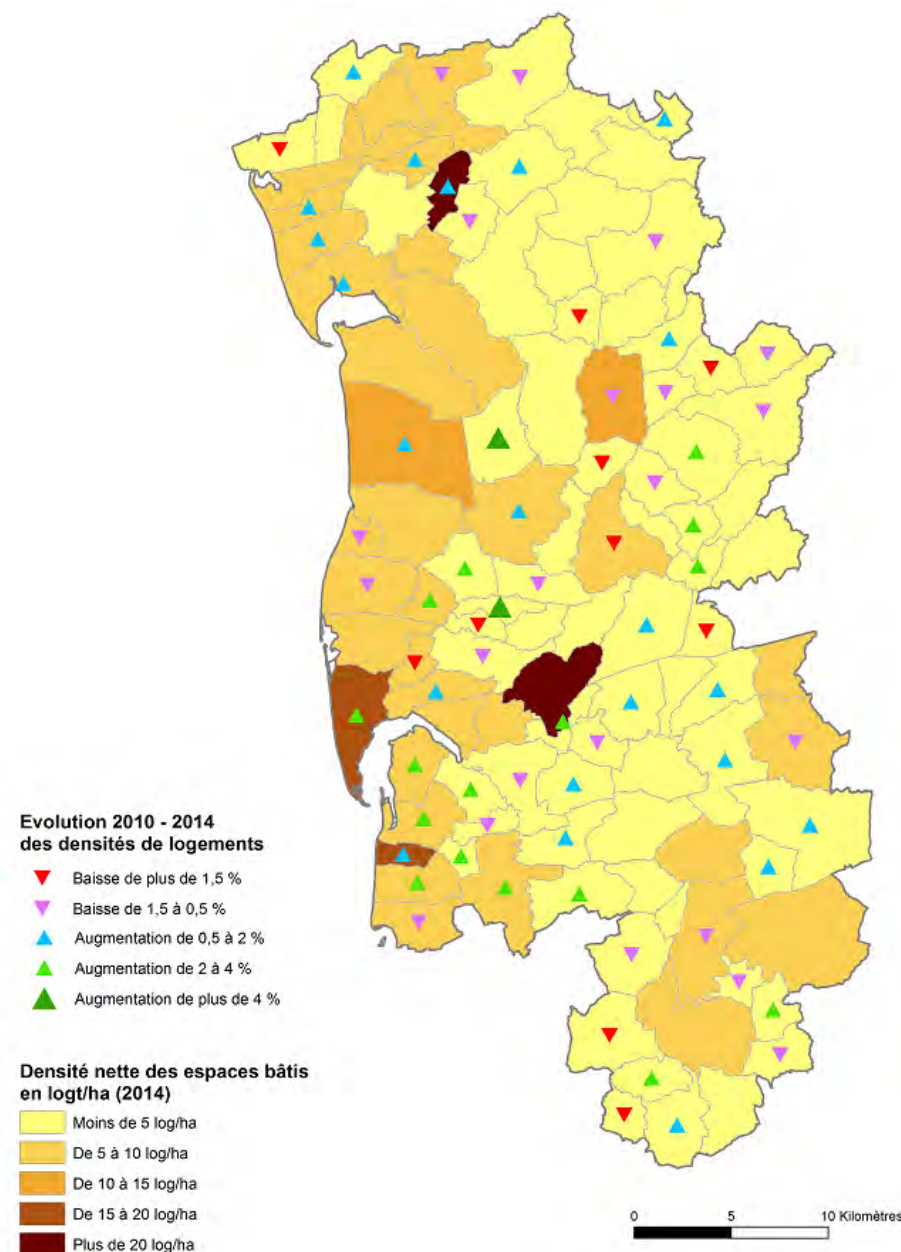 Evolution 2010 - 2014
des densités de logements
Baisse de plus de 1,5 %
Baisse de 1,5 à 0,5 %
Augmentation de 0,5 à 2 %
Augmentation de 2 à 4 %
Augmentation de plus de 4 %
Densité nette des espaces bâtis
en logt/ha (2014)
Moins de 5 log/ha
De 5 à 10 log/ha
De 10 à 15 log/ha
De 15 à 20 log/ha
Plus de 20 log/ha
0 5 10 Kilomètres